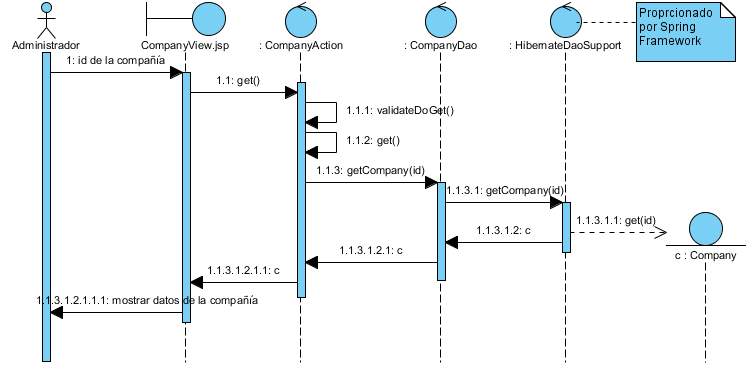 Proprcionado
por Spring
Framework
Administrador
CompanyView.jsp
: CompanyAction
: CompanyDao
: HibernateDaoSupport
1: id de la compañía
1.1: get()
1.1.1: validateDoGet()
1.1.2: get()
1.1.3: getCompany(id)
1.1.3.1: getCompany(id)
1.1.3.1.1: get(id)
1.1.3.1.2: c
c : Company
1.1.3.1.2.1: c
1.1.3.1.2.1.1: c
1.1.3.1.2.1.1.1: mostrar datos de la compañía